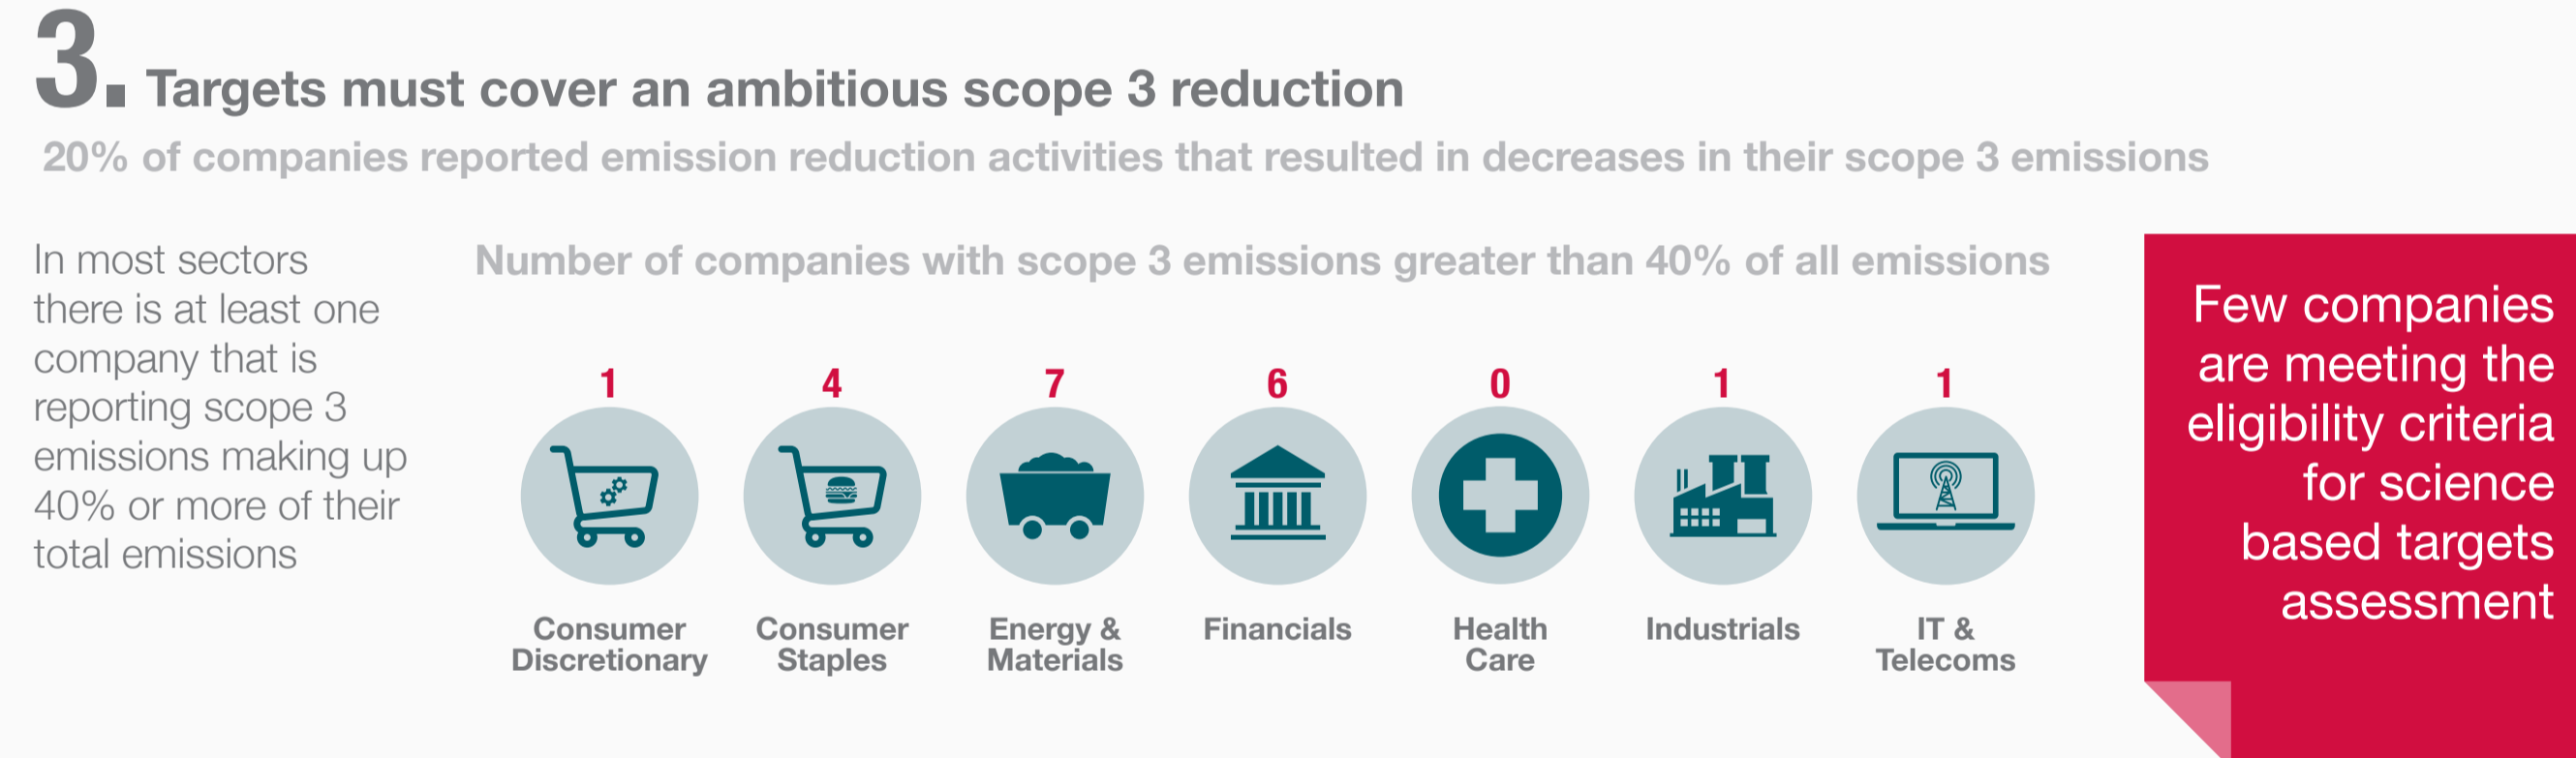 3. Targets must cover an ambitious scope 3 reduction
20% of companies reported emission reduction activities that resulted in decreases in their scope 3 emissions
In most sectors
there is at least one
company that is
reporting scope 3
emissions making up
40% or more of their
total emissions
Number of companies with scope 3 emissions greater than 40% of all emissions
1
Consumer
Discretionary
4
Consumer
Staples
7
Energy &
Materials
6
Financials
0
Health
Care
1
Industrials
1
IT &
Telecoms
Few companies
are meeting the
eligibility criteria
for science
based targets
assessment